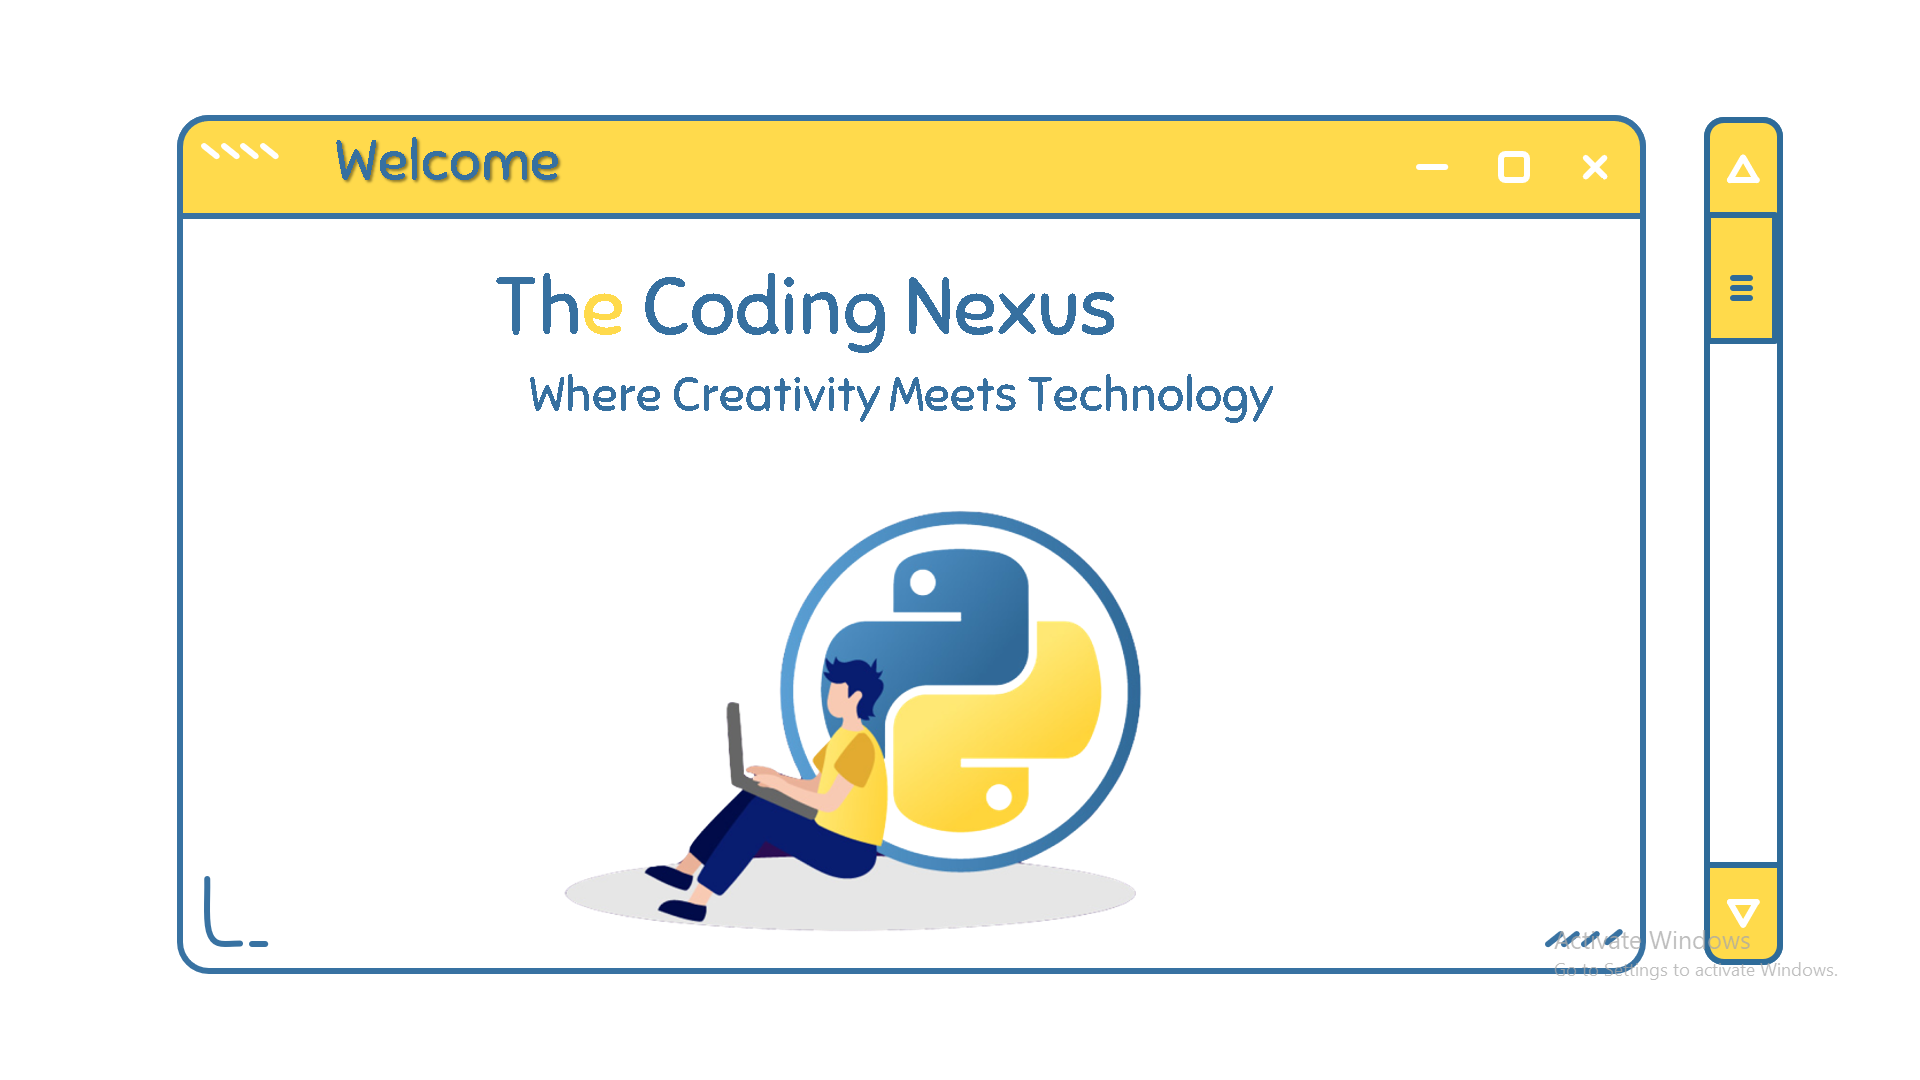 Welcome
The Coding Nexus
Where Creativity Meets Technology
Activate Windows
Go to Settings to activate Windows.